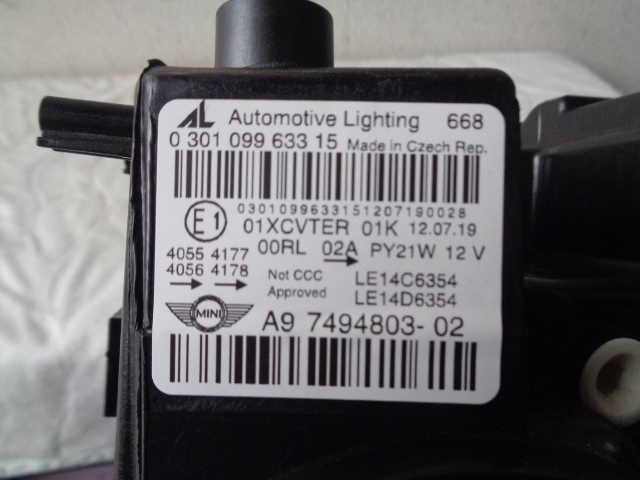 AL Automotive Lighting 668
0 301 099 633 15 Made in Czech Rep.
0301099633151207190028
E1 01XCVTER 01K 12.07.19
4055 4177 00RL 02A PY21W 12 V
4056 4178 Not CCC LE14C6354
Approved LE14D6354
MINI A9 7494803- 02